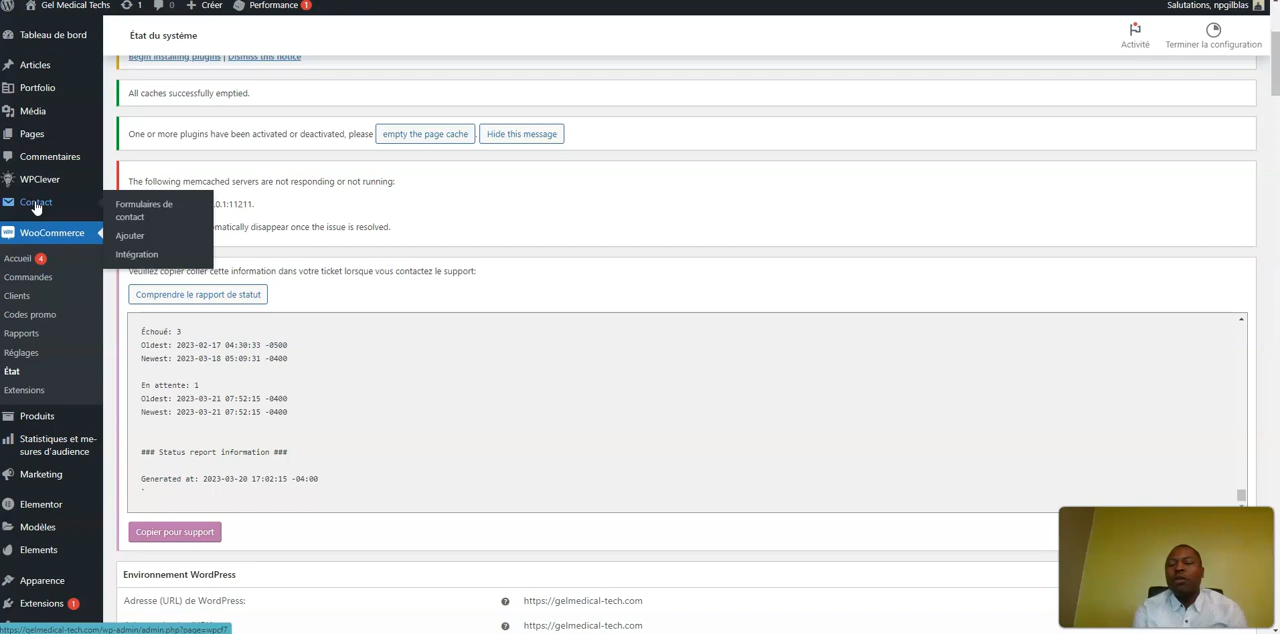 Gel Medical Techs 1 0 Créer Performance 1 Salutations, npgilblas
Tableau de bord
Articles
Portfolio
Média
Pages
Commentaires
WPClever
Contact
WooCommerce
Accueil 4
Commandes
Clients
Codes promo
Rapports
Réglages
État
Extensions
Produits
Statistiques et me-
sures d'audience
Marketing
Elementor
Modèles
Elements
Apparence
Extensions 1
https://gelmedical-tech.com/wp-admin/admin.php?page=wpcf7
Formulaires de
contact
Ajouter
Intégration
État du système
Activité
Terminer la configuration
Begin installing plugins | Dismiss this notice
All caches successfully emptied.
One or more plugins have been activated or deactivated, please empty the page cache . Hide this message
The following memcached servers are not responding or not running:
.0.1:11211.
matically disappear once the issue is resolved.
Veuillez copier coller cette information dans votre ticket lorsque vous contactez le support:
Comprendre le rapport de statut
Échoué: 3
Oldest: 2023-02-17 04:30:33 -0500
Newest: 2023-03-18 05:09:31 -0400
En attente: 1
Oldest: 2023-03-21 07:52:15 -0400
Newest: 2023-03-21 07:52:15 -0400
### Status report information ###
Generated at: 2023-03-20 17:02:15 -04:00
`
Copier pour support
Environnement WordPress
Adresse (URL) de WordPress: https://gelmedical-tech.com
https://gelmedical-tech.com